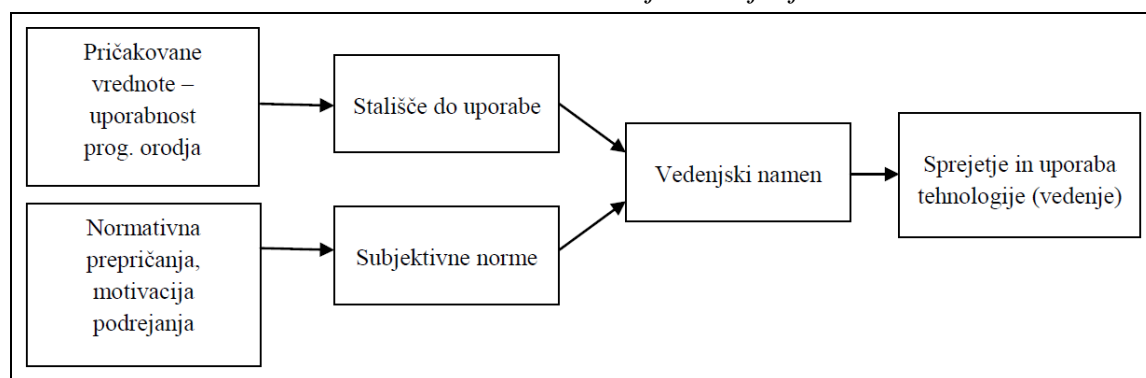 Pričakovane
vrednote –
uporabnost
prog. orodja
Stališče do uporabe
Normativna
prepričanja,
motivacija
podrejanja
Subjektivne norme
Vedenjski namen
Sprejetje in uporaba
tehnologije (vedenje)